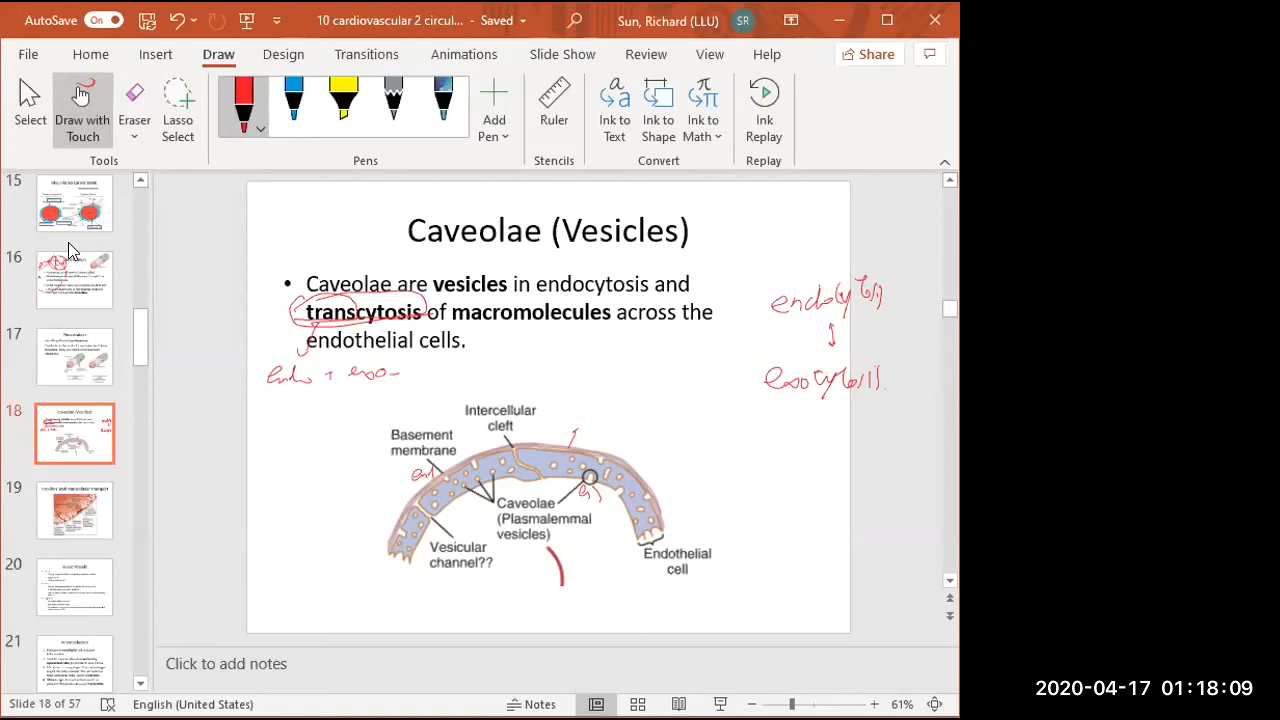 AutoSave On 10 cardiovascular 2 circul... - Saved Sun, Richard (LLU) SR
File Home Insert Draw Design Transitions Animations Slide Show Review View Help Share
Select
Draw with Touch
Eraser
Lasso Select
Add Pen
Ruler
Ink to Text
Ink to Shape
Ink to Math
Ink Replay
Tools Pens Stencils Convert Replay
15
16
17
18
19
20
21
Caveolae (Vesicles)
• Caveolae are vesicles in endocytosis and
transcytosis of macromolecules across the
endothelial cells.
endocytosis
exocytosis
endo + exo-
Intercellular
cleft
Basement
membrane
Caveolae
(Plasmalemmal
vesicles)
Vesicular
channel??
Endothelial
cell
Click to add notes
Slide 18 of 57 English (United States) Notes 61%
2020-04-17 01:18:09